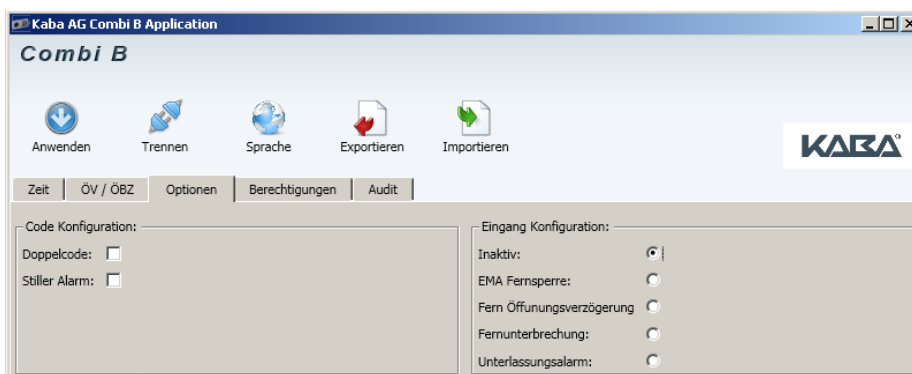 Kaba AG Combi B Application
Combi B
Anwenden Trennen Sprache Exportieren Importieren
KABA
Zeit ÖV / ÖBZ Optionen Berechtigungen Audit
Code Konfiguration:
Doppelcode:
Stiller Alarm:
Eingang Konfiguration:
Inaktiv:
EMA Fernsperre:
Fern Öffunungsverzögerung
Fernunterbrechung:
Unterlassungsalarm: